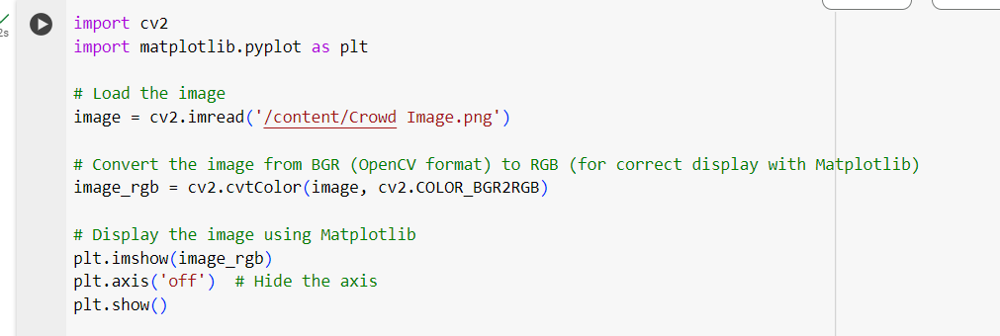 import cv2
import matplotlib.pyplot as plt
# Load the image
image = cv2.imread('/content/Crowd Image.png')
# Convert the image from BGR (OpenCV format) to RGB (for correct display with Matplotlib)
image_rgb = cv2.cvtColor(image, cv2.COLOR_BGR2RGB)
# Display the image using Matplotlib
plt.imshow(image_rgb)
plt.axis('off')  # Hide the axis
plt.show()